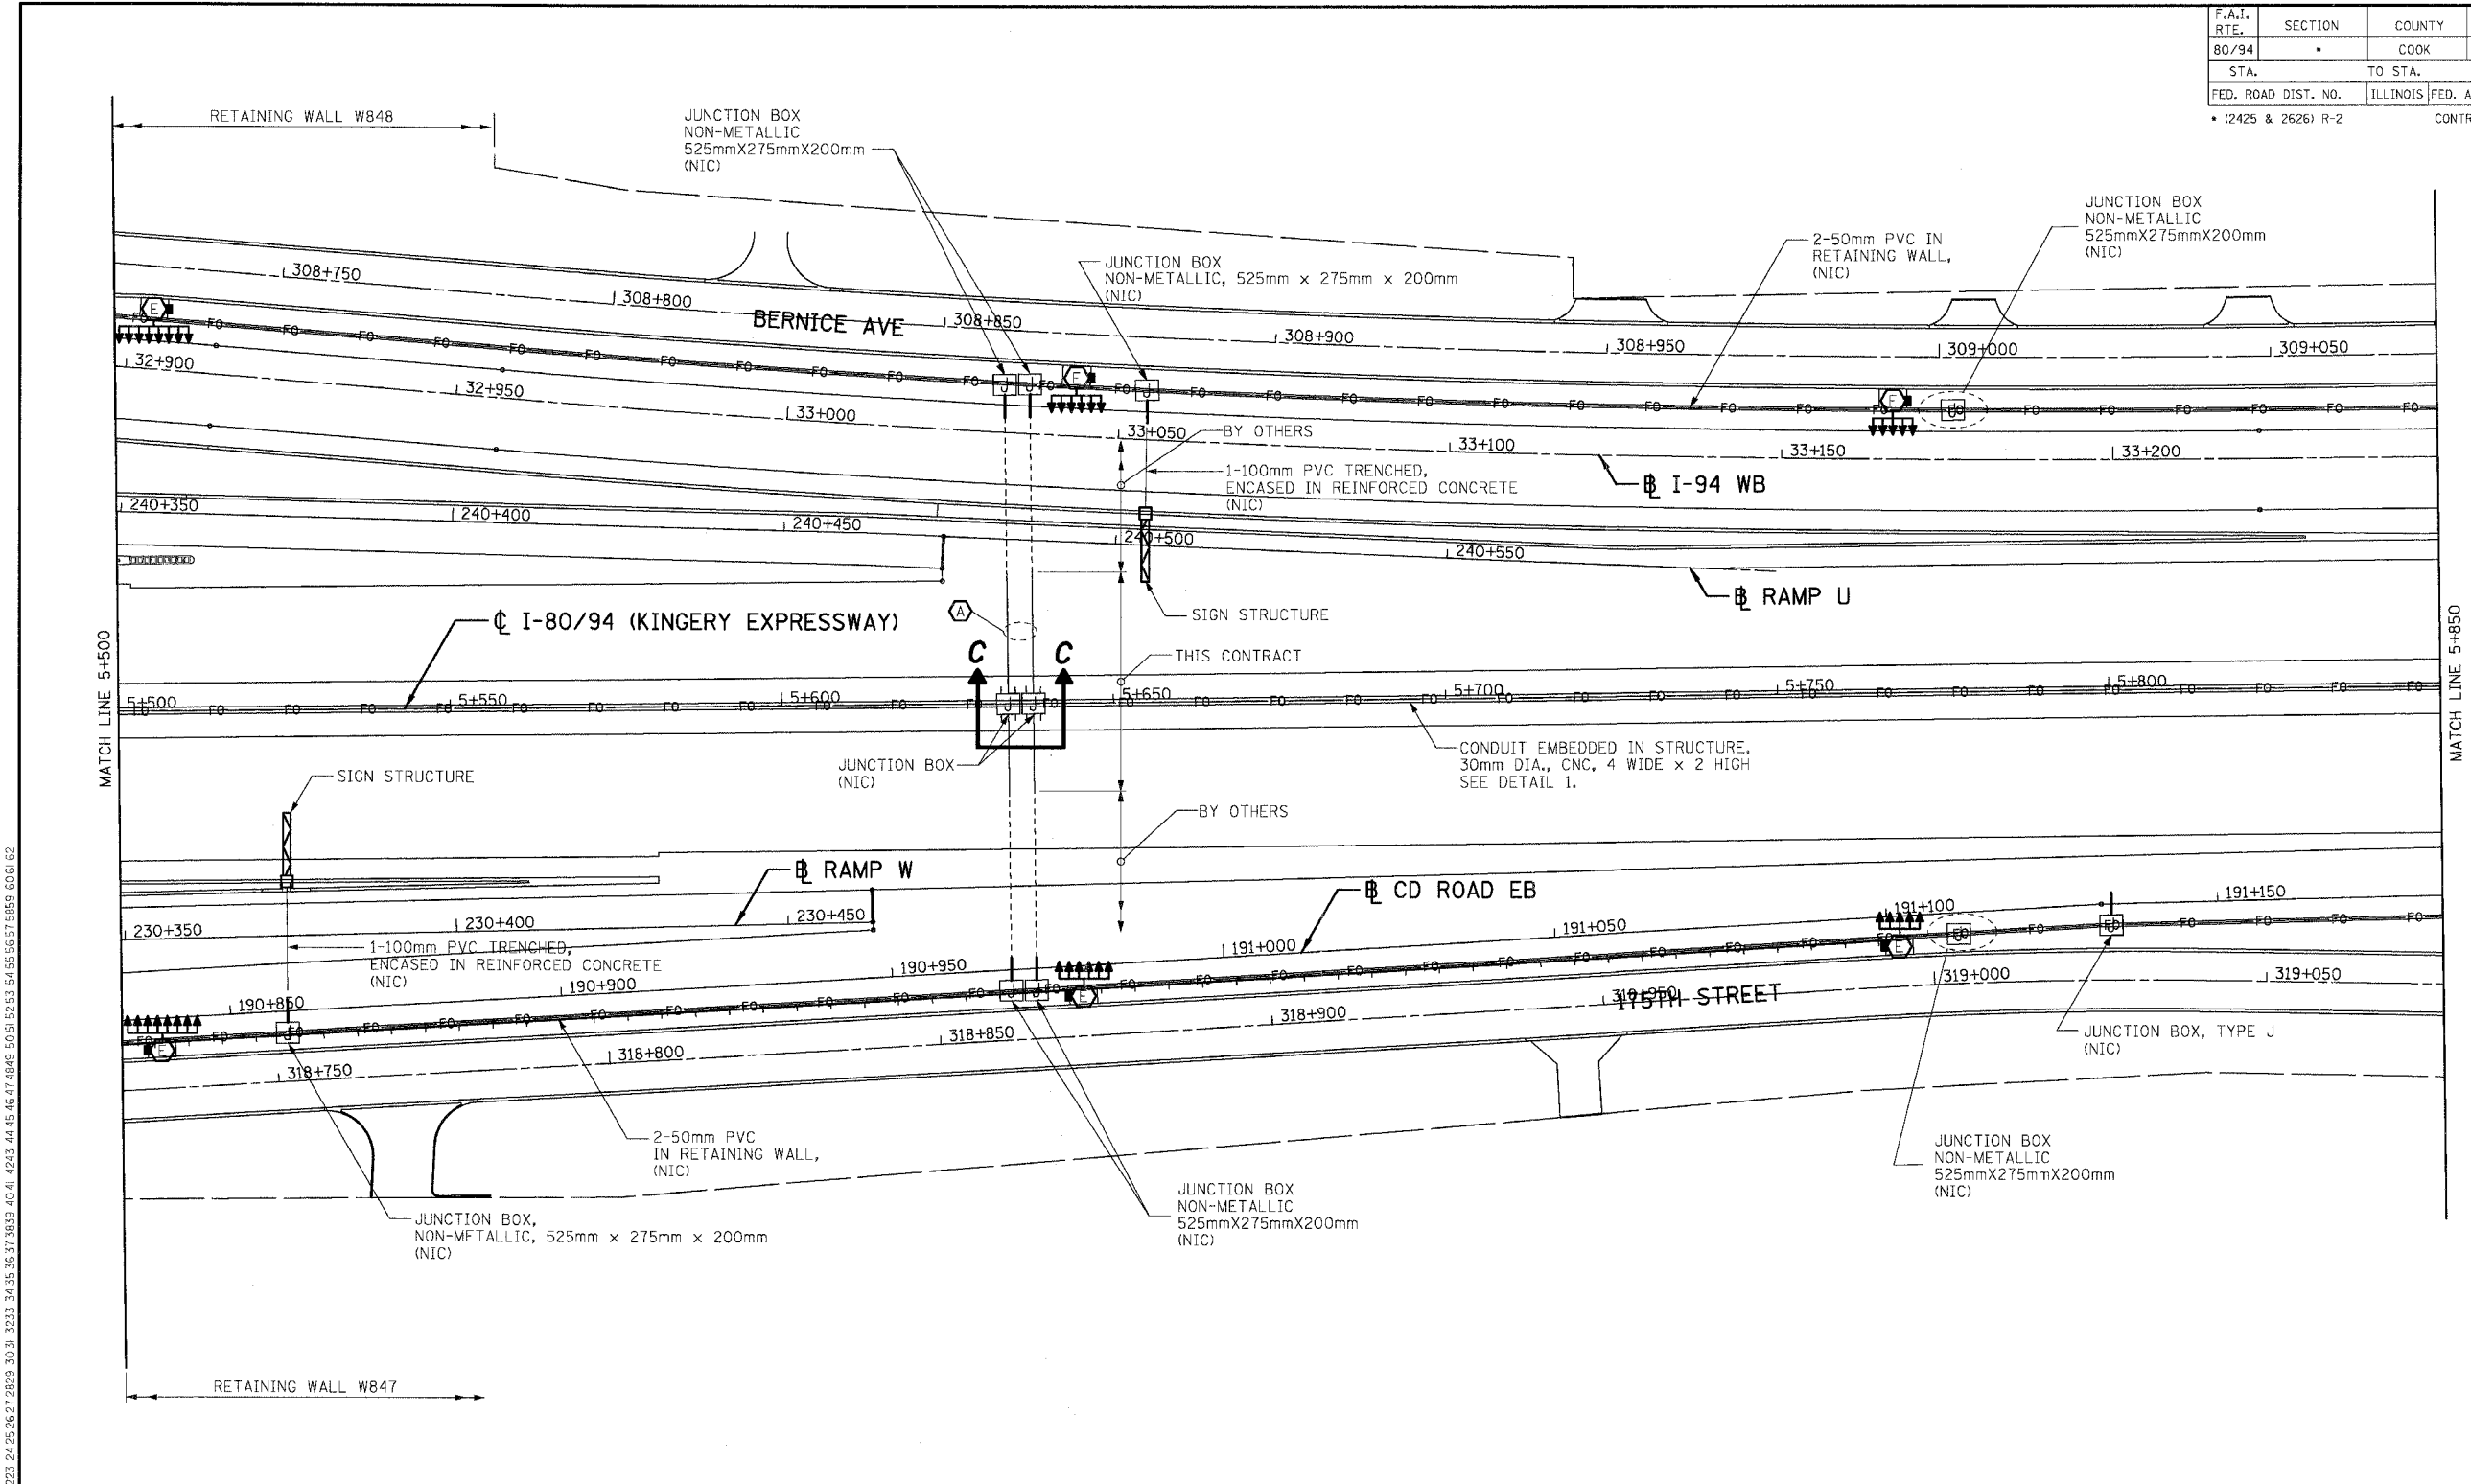 F.A.I. RTE. SECTION COUNTY
80/94 • COOK
STA. TO STA.
FED. ROAD DIST. NO. ILLINOIS FED. A
• (2425 & 2626) R-2 CONTR
RETAINING WALL W848
JUNCTION BOX
NON-METALLIC
525mmX275mmX200mm
(NIC)
JUNCTION BOX
NON-METALLIC
525mmX275mmX200mm
(NIC)
2-50mm PVC IN
RETAINING WALL,
(NIC)
JUNCTION BOX
NON-METALLIC, 525mm x 275mm x 200mm
(NIC)
308+750
308+800
308+850
308+900
308+950
309+000
309+050
BERNICE AVE
E
E
E
FO
J J J
32+900
32+950
33+000
33+050
33+100
33+150
33+200
BY OTHERS
1-100mm PVC TRENCHED,
ENCASED IN REINFORCED CONCRETE
(NIC)
℄ I-94 WB
240+350
240+400
240+450
240+500
240+550
℄ RAMP U
SIGN STRUCTURE
A
℄ I-80/94 (KINGERY EXPRESSWAY)
C C
THIS CONTRACT
MATCH LINE 5+500
MATCH LINE 5+850
5+500
5+550
5+600
5+650
5+700
5+750
5+800
FO
J J
JUNCTION BOX
(NIC)
CONDUIT EMBEDDED IN STRUCTURE,
30mm DIA., CNC, 4 WIDE x 2 HIGH
SEE DETAIL 1.
SIGN STRUCTURE
BY OTHERS
℄ RAMP W
℄ CD ROAD EB
230+350
230+400
230+450
1-100mm PVC TRENCHED,
ENCASED IN REINFORCED CONCRETE
(NIC)
190+850
190+900
190+950
191+000
191+050
191+100
191+150
E
E
E
FO
J J
318+750
318+800
318+850
318+900
319+000
319+050
175TH STREET
JUNCTION BOX, TYPE J
(NIC)
2-50mm PVC
IN RETAINING WALL,
(NIC)
JUNCTION BOX
NON-METALLIC
525mmX275mmX200mm
(NIC)
JUNCTION BOX
NON-METALLIC
525mmX275mmX200mm
(NIC)
JUNCTION BOX,
NON-METALLIC, 525mm x 275mm x 200mm
(NIC)
RETAINING WALL W847